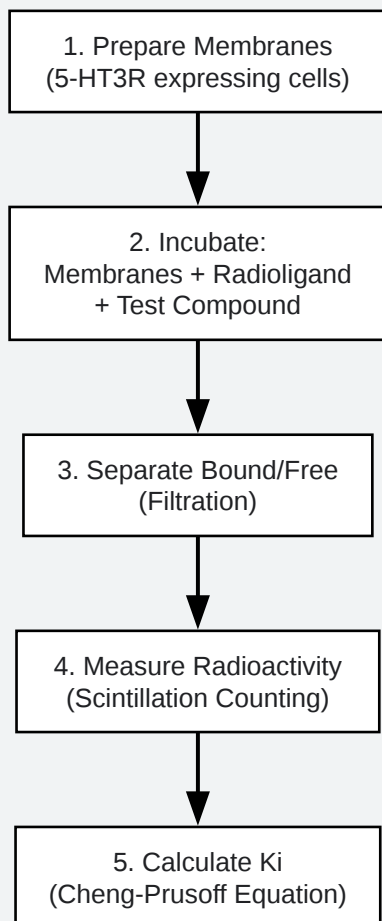 1. Prepare Membranes
(5-HT3R expressing cells)
2. Incubate:
Membranes + Radioligand
+ Test Compound
3. Separate Bound/Free
(Filtration)
4. Measure Radioactivity
(Scintillation Counting)
5. Calculate Ki
(Cheng-Prusoff Equation)